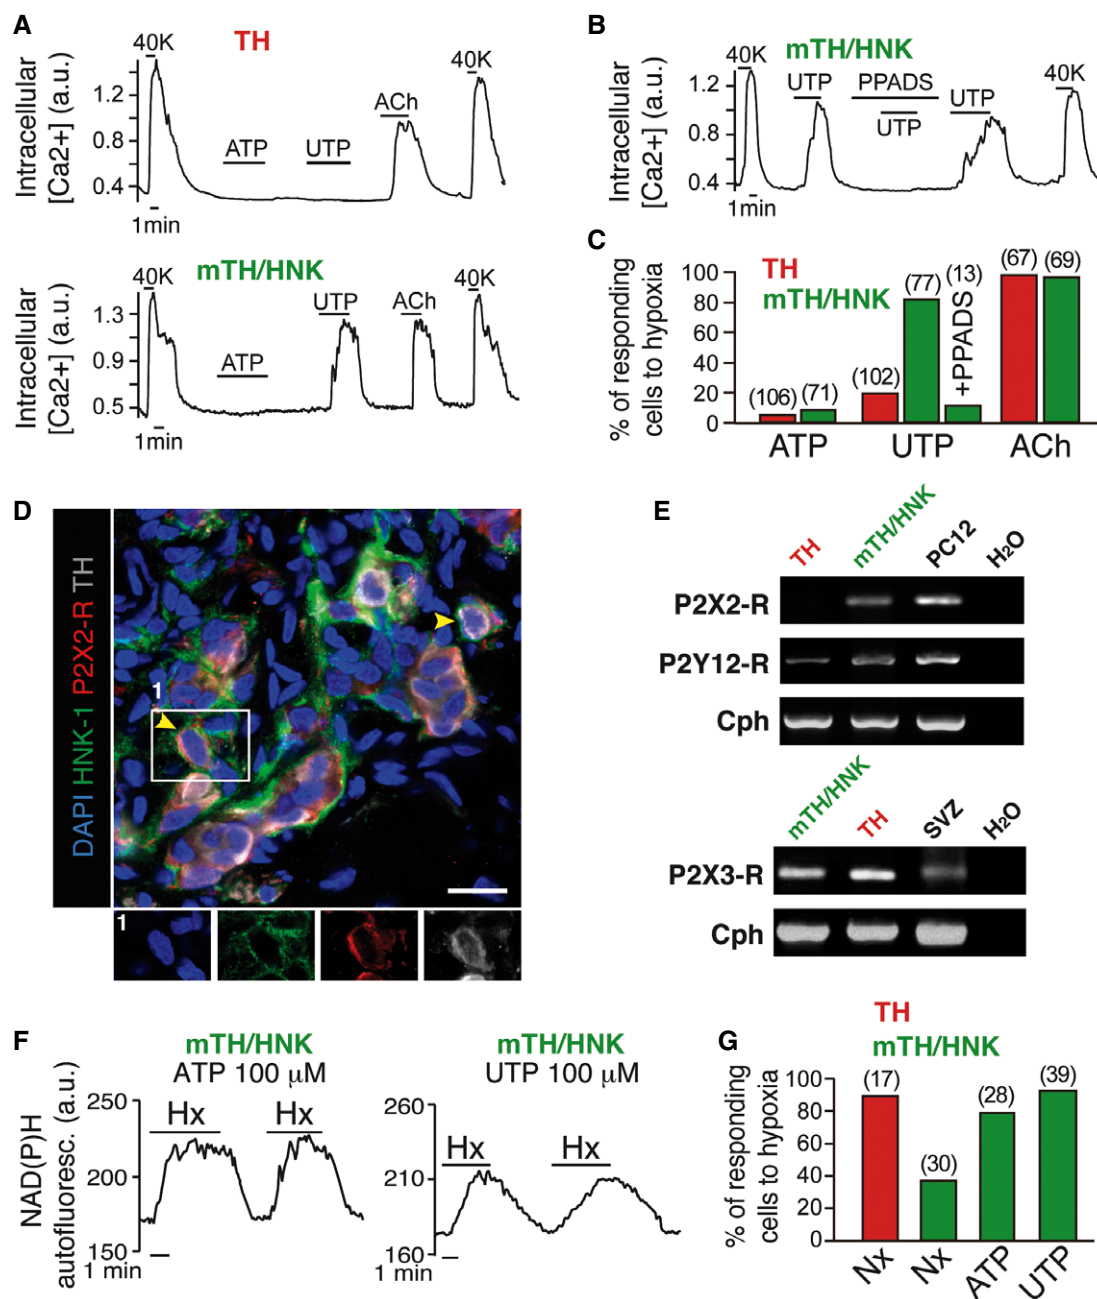 A
TH
40K
40K
ACh
ATP
UTP
Intracellular
[Ca2+] (a.u.)
1.2
0.8
0.4
1min
mTH/HNK
40K
UTP
ACh
40K
ATP
Intracellular
[Ca2+] (a.u.)
1.3
0.9
0.5
1min
B
mTH/HNK
40K
UTP
PPADS
UTP
UTP
40K
Intracellular
[Ca2+] (a.u.)
1.2
0.8
0.4
1min
C
TH
mTH/HNK
% of responding
cells to hypoxia
100
80
60
40
20
0
(106)
(71)
(102)
(77)
(13)
+PPADS
(67)
(69)
ATP
UTP
ACh
D
DAPI HNK-1 P2X2-R TH
1
1
E
TH
mTH/HNK
PC12
H2O
P2X2-R
P2Y12-R
Cph
mTH/HNK
TH
SVZ
H2O
P2X3-R
Cph
F
mTH/HNK
ATP 100 μM
NAD(P)H
autofluoresc. (a.u.)
250
200
150
Hx
Hx
1 min
mTH/HNK
UTP 100 μM
260
210
160
Hx
Hx
1 min
G
TH
mTH/HNK
% of responding
cells to hypoxia
100
80
60
40
20
0
(17)
(30)
(28)
(39)
Nx
Nx
ATP
UTP